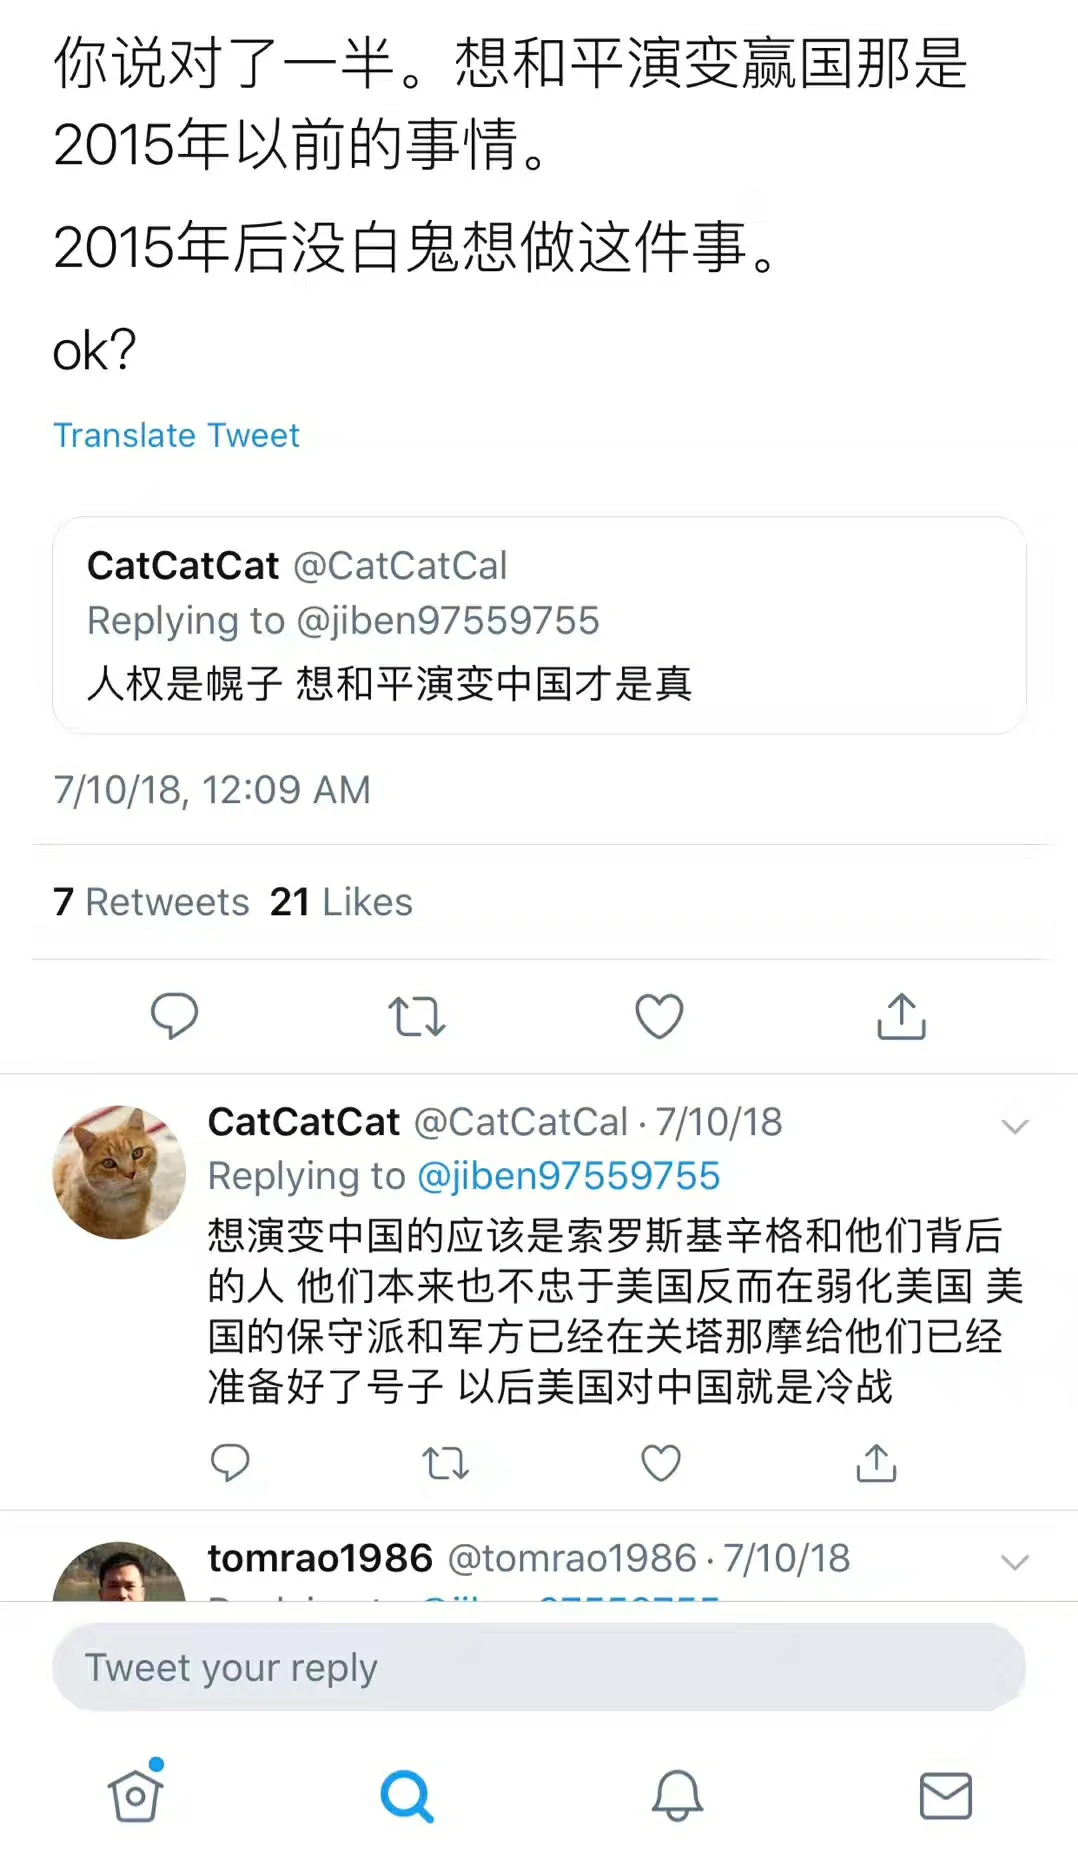 你说对了一半。想和平演变赢国那是
2015年以前的事情。
2015年后没白鬼想做这件事。
ok?
Translate Tweet
CatCatCat @CatCatCal
Replying to @jiben97559755
人权是幌子 想和平演变中国才是真
7/10/18, 12:09 AM
7 Retweets 21 Likes
CatCatCat @CatCatCal · 7/10/18
Replying to @jiben97559755
想演变中国的应该是索罗斯基辛格和他们背后
的人 他们本来也不忠于美国反而在弱化美国 美
国的保守派和军方已经在关塔那摩给他们已经
准备好了号子 以后美国对中国就是冷战
tomrao1986 @tomrao1986 · 7/10/18
Tweet your reply